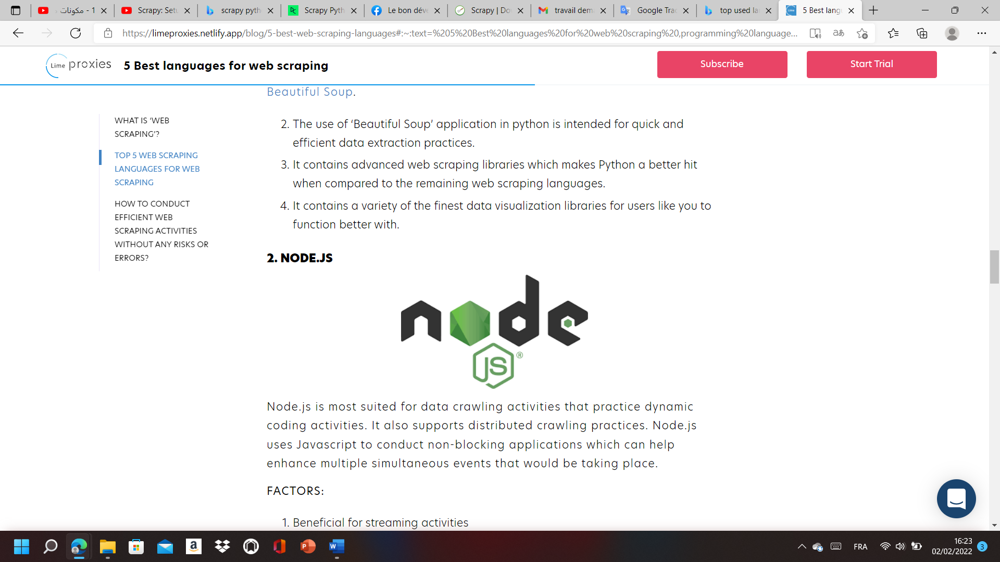 1 - مكونات
Scrapy: Setu
scrapy pyth
Scrapy Pyth
Le bon déve
Scrapy | Do
travail dem
Google Trad
top used la
5 Best langu
https://limeproxies.netlify.app/blog/5-best-web-scraping-languages#:~:text=%205%20Best%20languages%20for%20web%20scraping%20,programming%20language...
Lime proxies
5 Best languages for web scraping
Subscribe
Start Trial
Beautiful Soup.
WHAT IS ‘WEB
SCRAPING’?
TOP 5 WEB SCRAPING
LANGUAGES FOR WEB
SCRAPING
HOW TO CONDUCT
EFFICIENT WEB
SCRAPING ACTIVITIES
WITHOUT ANY RISKS OR
ERRORS?
2. The use of ‘Beautiful Soup’ application in python is intended for quick and
efficient data extraction practices.
3. It contains advanced web scraping libraries which makes Python a better hit
when compared to the remaining web scraping languages.
4. It contains a variety of the finest data visualization libraries for users like you to
function better with.
2. NODE.JS
node
JS®
Node.js is most suited for data crawling activities that practice dynamic
coding activities. It also supports distributed crawling practices. Node.js
uses Javascript to conduct non-blocking applications which can help
enhance multiple simultaneous events that would be taking place.
FACTORS:
1. Beneficial for streaming activities
FRA
16:23
02/02/2022
3